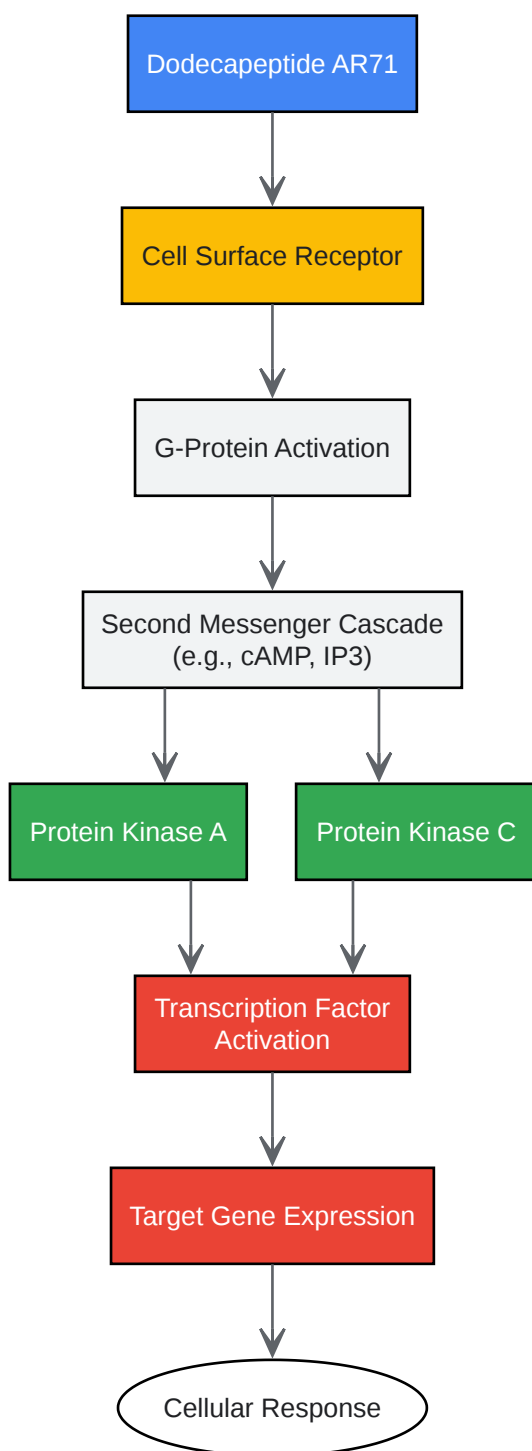 Dodecapeptide AR71
Cell Surface Receptor
G-Protein Activation
Second Messenger Cascade
(e.g., cAMP, IP3)
Protein Kinase A
Protein Kinase C
Transcription Factor
Activation
Target Gene Expression
Cellular Response